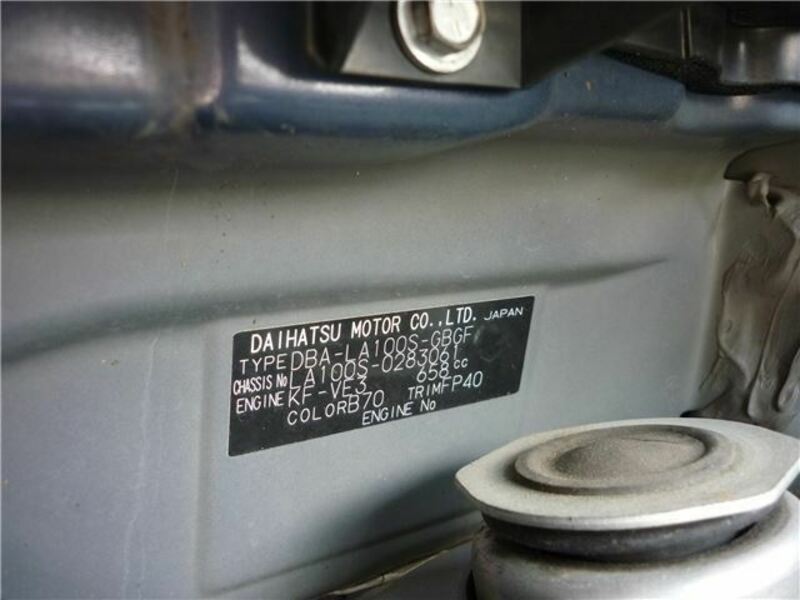 DAIHATSU MOTOR CO.,LTD. JAPAN
TYPE DBA-LA100S-GBGF
CHASSIS No LA100S-0283061
ENGINE KF-VE3 658cc
COLOR B70 TRIM FP40
ENGINE No